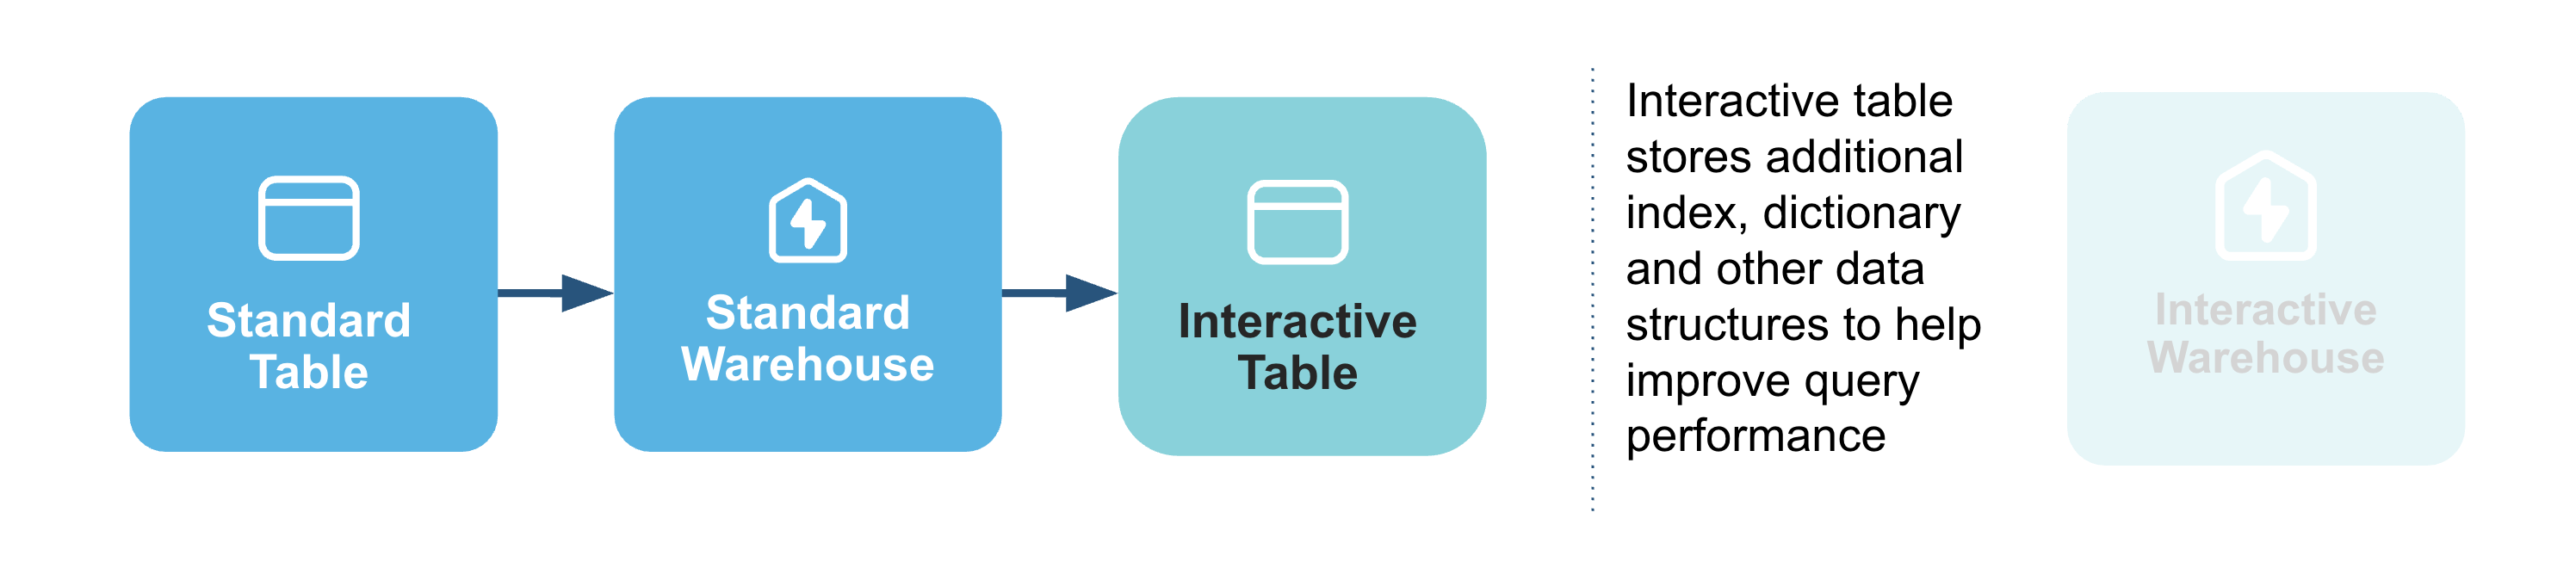 Standard
Table
Standard
Warehouse
Interactive
Table
Interactive table
stores additional
index, dictionary
and other data
structures to help
improve query
performance
Interactive
Warehouse